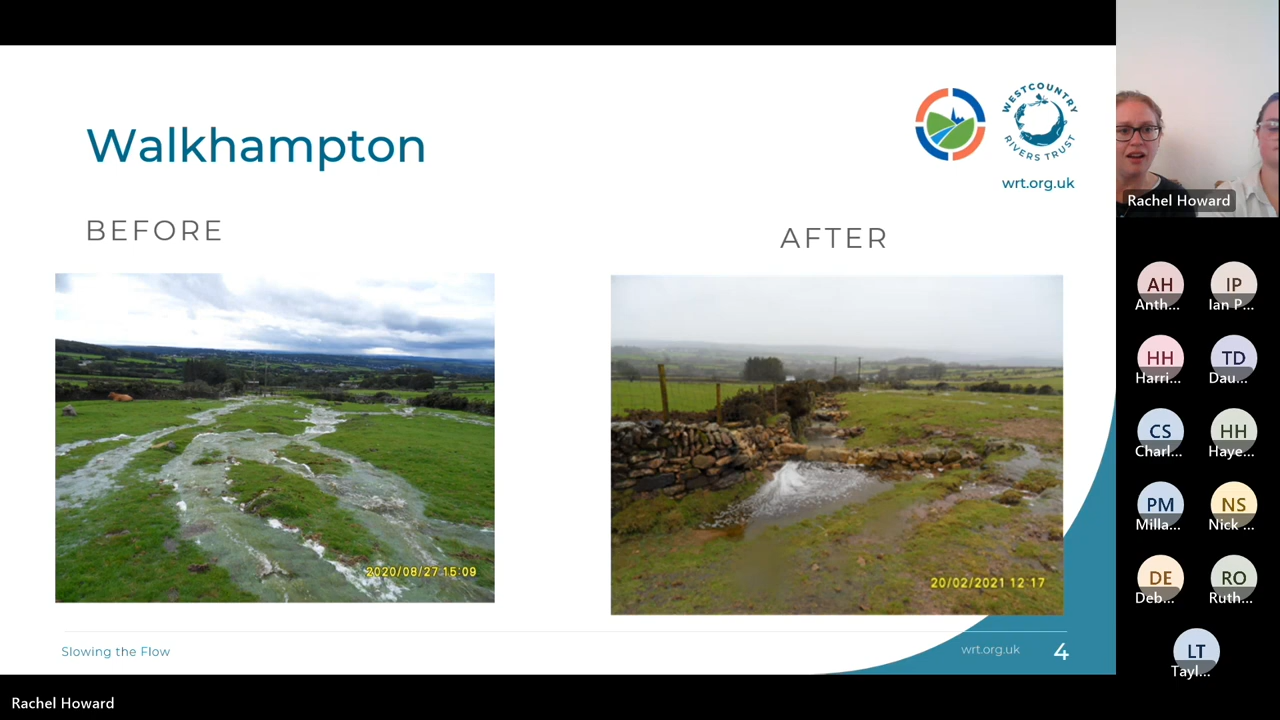 Walkhampton
WESTCOUNTRY
RIVERS TRUST
wrt.org.uk
BEFORE
AFTER
2020/08/27 15:09
20/02/2021 12:17
Slowing the Flow
wrt.org.uk
4
Rachel Howard
AH
Anth...
IP
Ian P...
HH
Harri...
TD
Dau...
CS
Charl...
HH
Haye...
PM
Milla...
NS
Nick ...
DE
Deb...
RO
Ruth...
LT
Tayl...
Rachel Howard